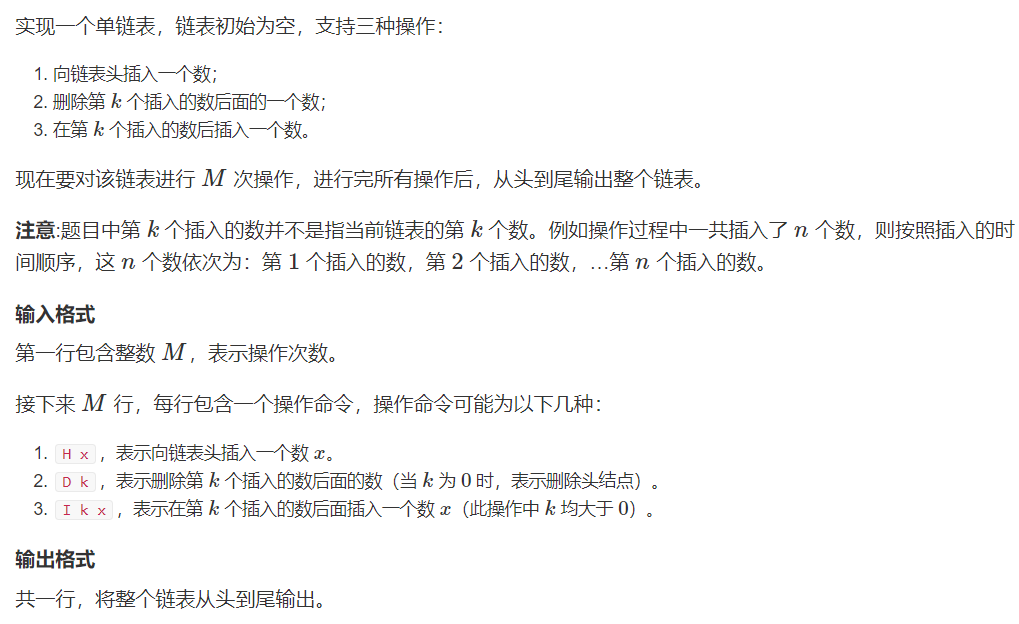 实现一个单链表，链表初始为空，支持三种操作：
1. 向链表头插入一个数；
2. 删除第 k 个插入的数后面的一个数；
3. 在第 k 个插入的数后插入一个数。
现在要对该链表进行 M 次操作，进行完所有操作后，从头到尾输出整个链表。
注意:题目中第 k 个插入的数并不是指当前链表的第 k 个数。例如操作过程中一共插入了 n 个数，则按照插入的时
间顺序，这 n 个数依次为：第 1 个插入的数，第 2 个插入的数，…第 n 个插入的数。
输入格式
第一行包含整数 M，表示操作次数。
接下来 M 行，每行包含一个操作命令，操作命令可能为以下几种：
1. H x，表示向链表头插入一个数 x。
2. D k，表示删除第 k 个插入的数后面的数（当 k 为 0 时，表示删除头结点）。
3. I k x，表示在第 k 个插入的数后面插入一个数 x（此操作中 k 均大于 0）。
输出格式
共一行，将整个链表从头到尾输出。